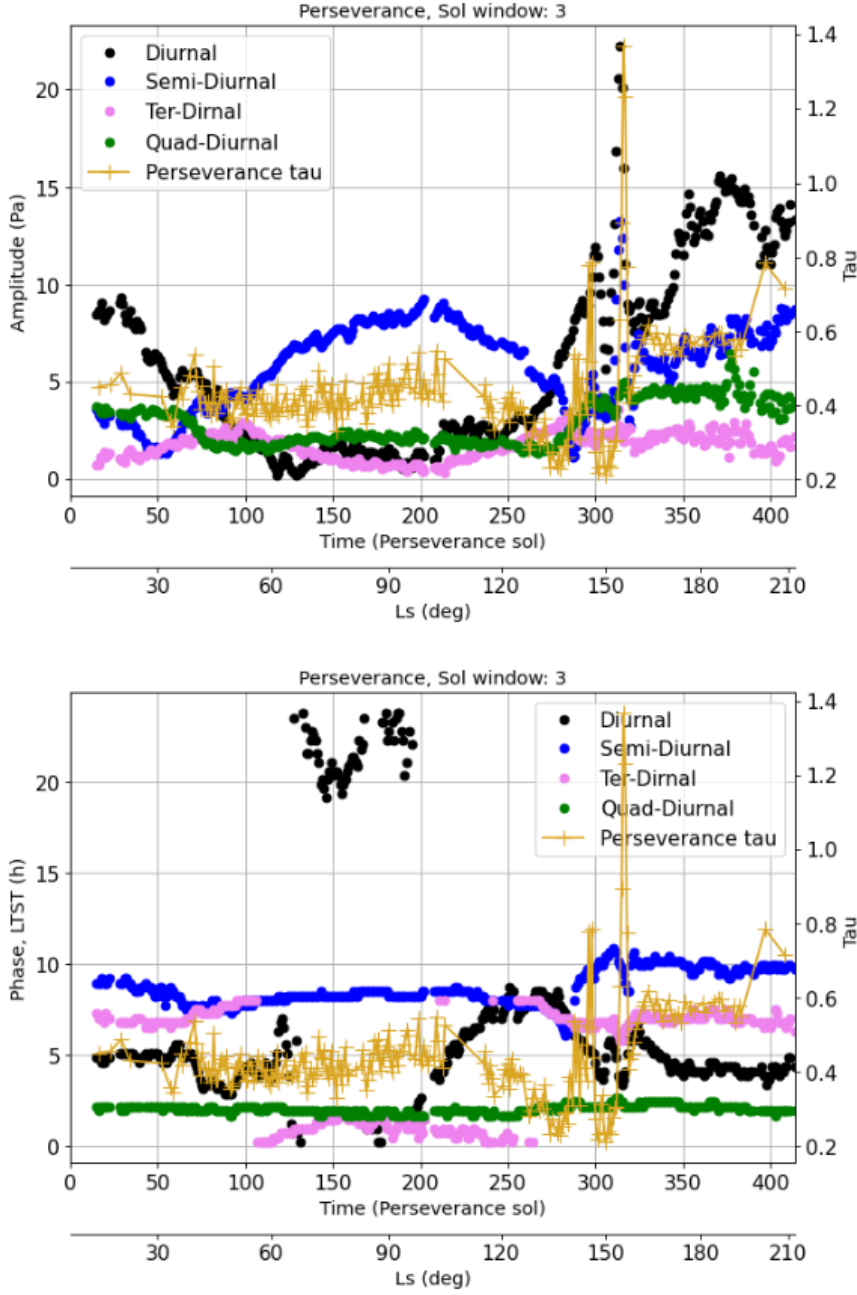 Perseverance, Sol window: 3
Diurnal
Semi-Diurnal
Ter-Dirnal
Quad-Diurnal
Perseverance tau
Amplitude (Pa)
20
15
10
5
0
Tau
1.4
1.2
1.0
0.8
0.6
0.4
0.2
0 50 100 150 200 250 300 350 400
Time (Perseverance sol)
30 60 90 120 150 180 210
Ls (deg)
Perseverance, Sol window: 3
Diurnal
Semi-Diurnal
Ter-Dirnal
Quad-Diurnal
Perseverance tau
Phase, LTST (h)
20
15
10
5
0
Tau
1.4
1.2
1.0
0.8
0.6
0.4
0.2
0 50 100 150 200 250 300 350 400
Time (Perseverance sol)
30 60 90 120 150 180 210
Ls (deg)